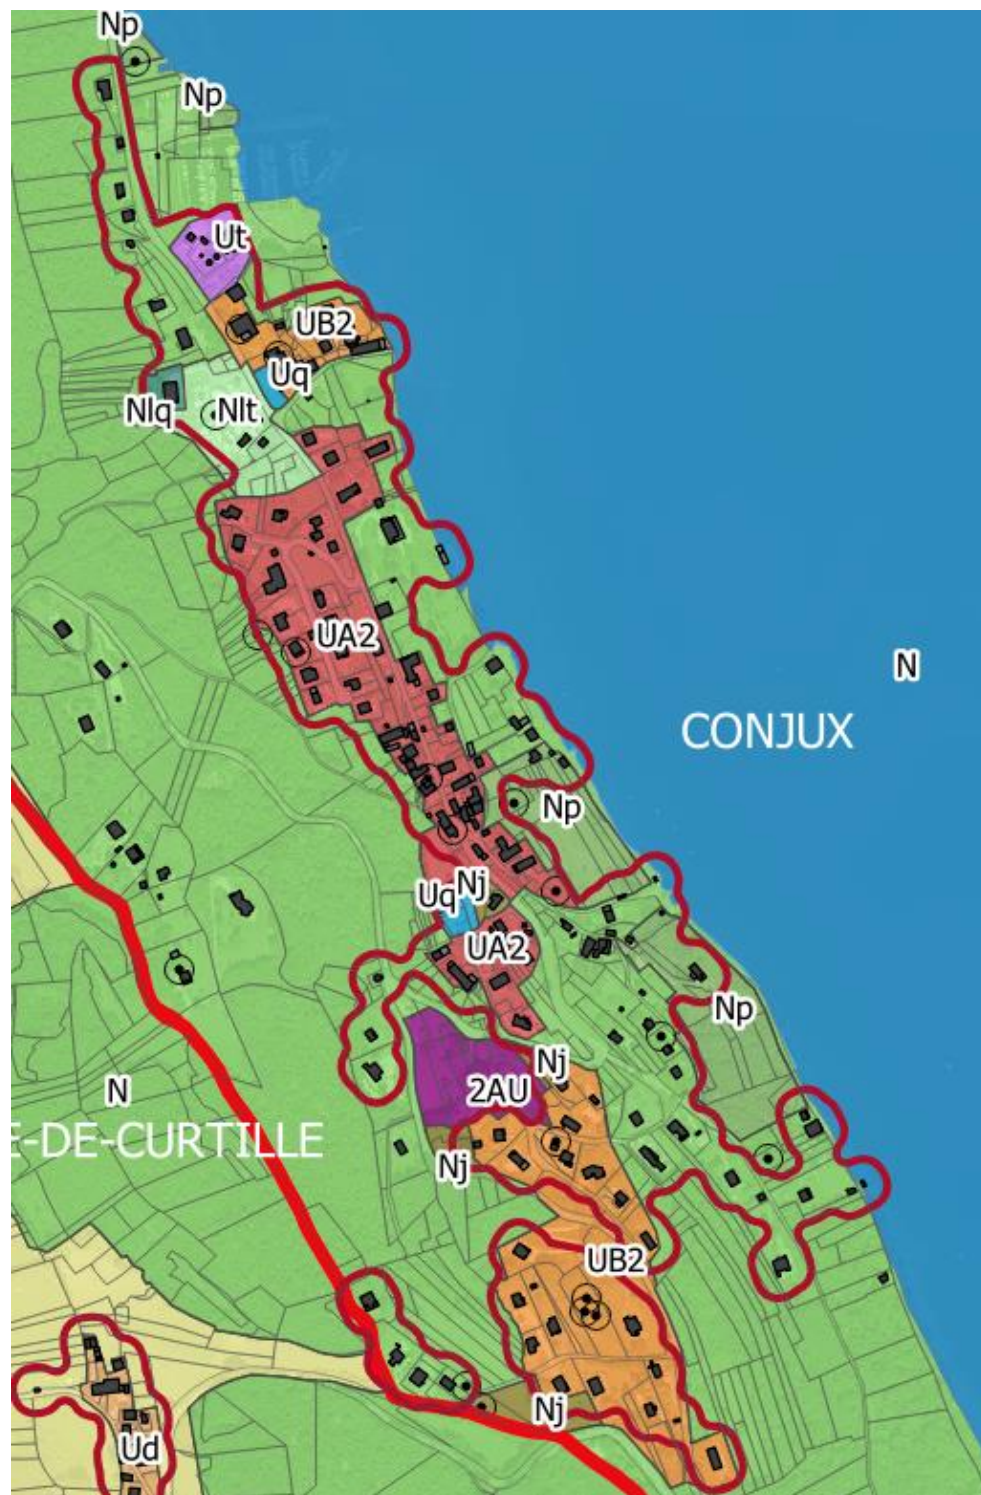 Np
Np
Ut
UB2
Uq
Nlq
Nlt
UA2
N
CONJUX
Np
Nj
Uq
UA2
Np
Nj
2AU
N
E-DE-CURTILLE
Nj
UB2
Nj
Ud